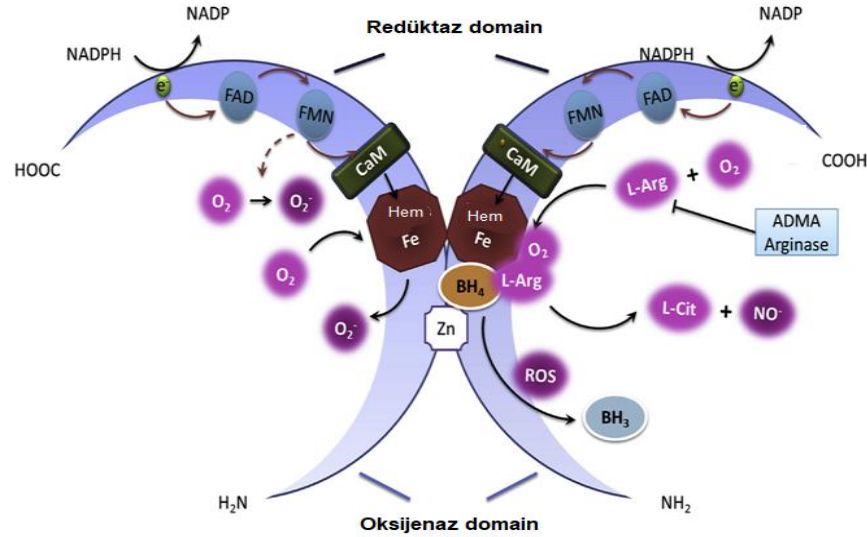 NADP
NADP
Redüktaz domain
NADPH
NADPH
e⁻
FAD
FMN
FMN
FAD
e⁻
HOOC
CaM
CaM
COOH
O₂
O₂⁻
L-Arg + O₂
Hem
Fe
Hem
Fe
ADMA
Arginase
O₂
O₂
BH₄
L-Arg
O₂⁻
Zn
L-Cit + NO·
ROS
BH₃
H₂N
NH₂
Oksijenaz domain